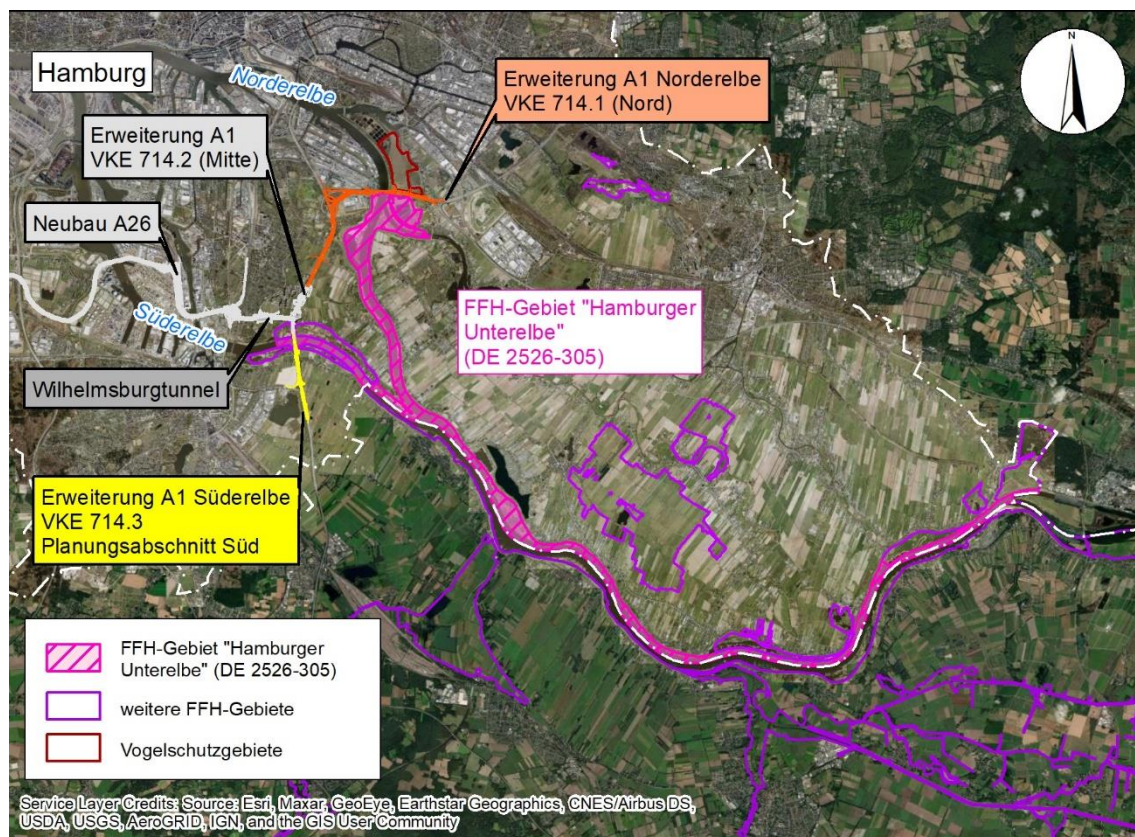 Hamburg
Norderelbe
Erweiterung A1 Norderelbe
VKE 714.1 (Nord)
N
Erweiterung A1
VKE 714.2 (Mitte)
Neubau A26
Süderelbe
FFH-Gebiet "Hamburger
Unterelbe"
(DE 2526-305)
Wilhelmsburgtunnel
Erweiterung A1 Süderelbe
VKE 714.3
Planungsabschnitt Süd
FFH-Gebiet "Hamburger
Unterelbe" (DE 2526-305)
weitere FFH-Gebiete
Vogelschutzgebiete
Service Layer Credits: Source: Esri, Maxar, GeoEye, Earthstar Geographics, CNES/Airbus DS,
USDA, USGS, AeroGRID, IGN, and the GIS User Community